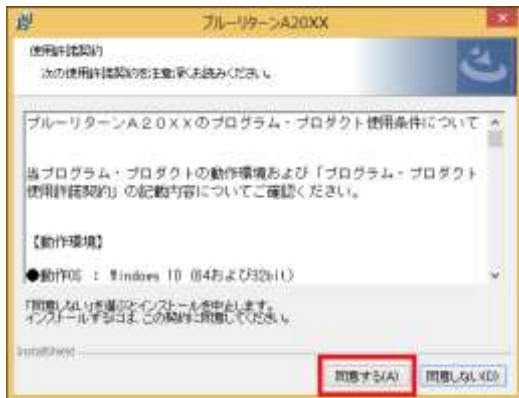 ブルーリターンA20XX
使用許諾契約
次の使用許諾契約を注意深くお読みください。
ブルーリターンA20XXのプログラム・プロダクト使用条件について
当プログラム・プロダクトの動作環境および「プログラム・プロダクト
使用許諾契約」の記載内容についてご確認ください。
【動作環境】
●動作OS : Windows 10 (64および32bit)
「同意しない」を選ぶとインストールを中止します。
インストールするには、この契約に同意してください。
InstallShield
同意する(A)
同意しない(D)